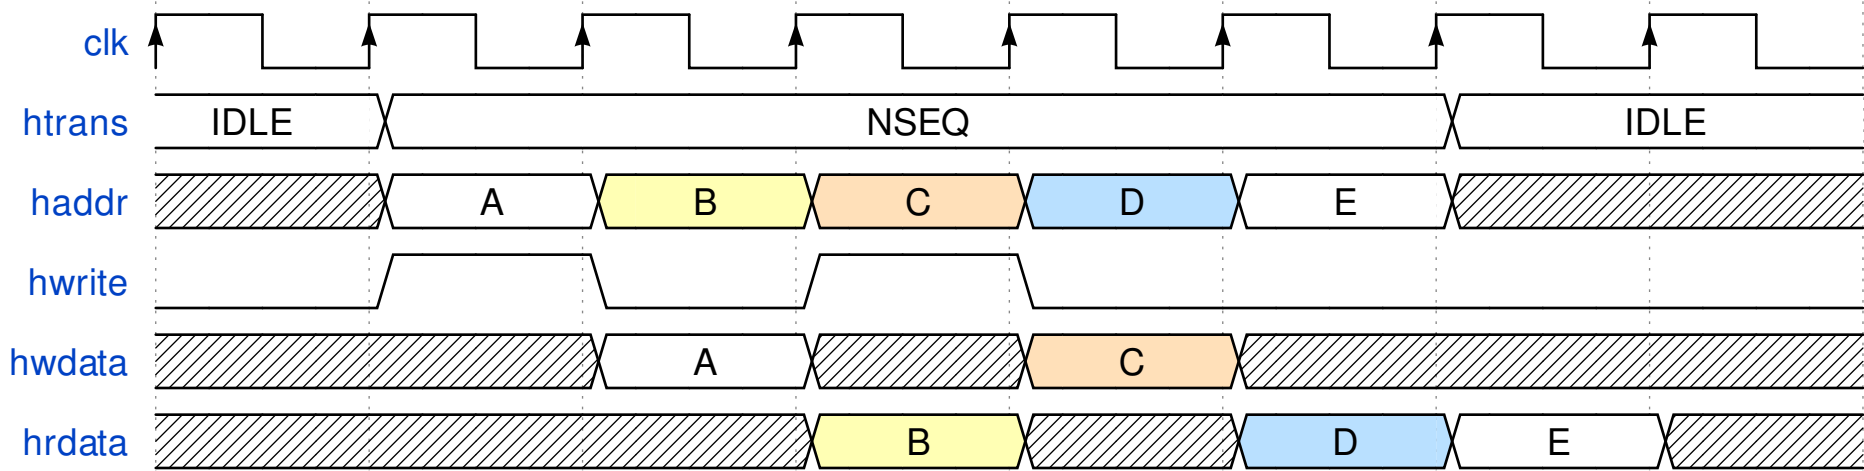 clk
htrans IDLE NSEQ IDLE
haddr A B C D E
hwrite
hwdata A C
hrdata B D E